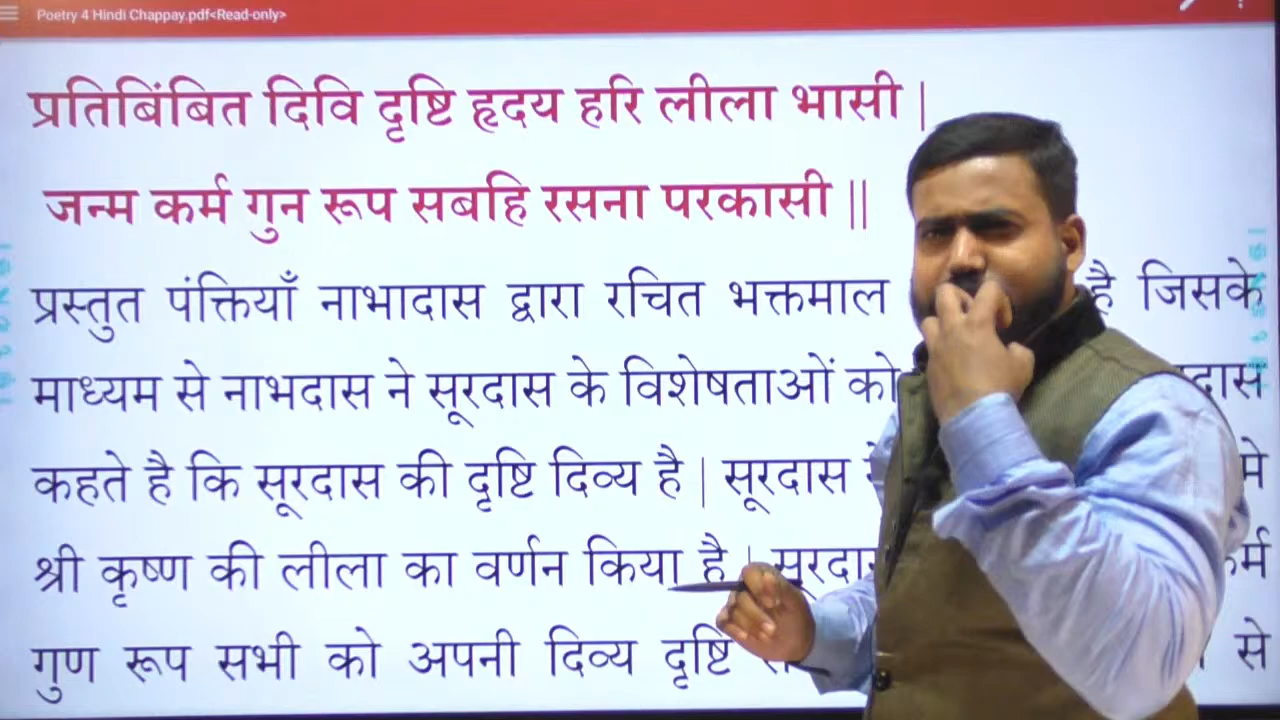 Poetry 4 Hindi Chappay.pdf<Read-only>
प्रतिबिंबित दिवि दृष्टि हृदय हरि लीला भासी |
जन्म कर्म गुन रूप सबहि रसना परकासी ||
प्रस्तुत पंक्तियाँ नाभादास द्वारा रचित भक्तमाल है जिसके
माध्यम से नाभदास ने सूरदास के विशेषताओं को
कहते है कि सूरदास की दृष्टि दिव्य है | सूरदास मे
श्री कृष्ण की लीला का वर्णन किया है |
गुण रूप सभी को अपनी दिव्य दृष्टि से